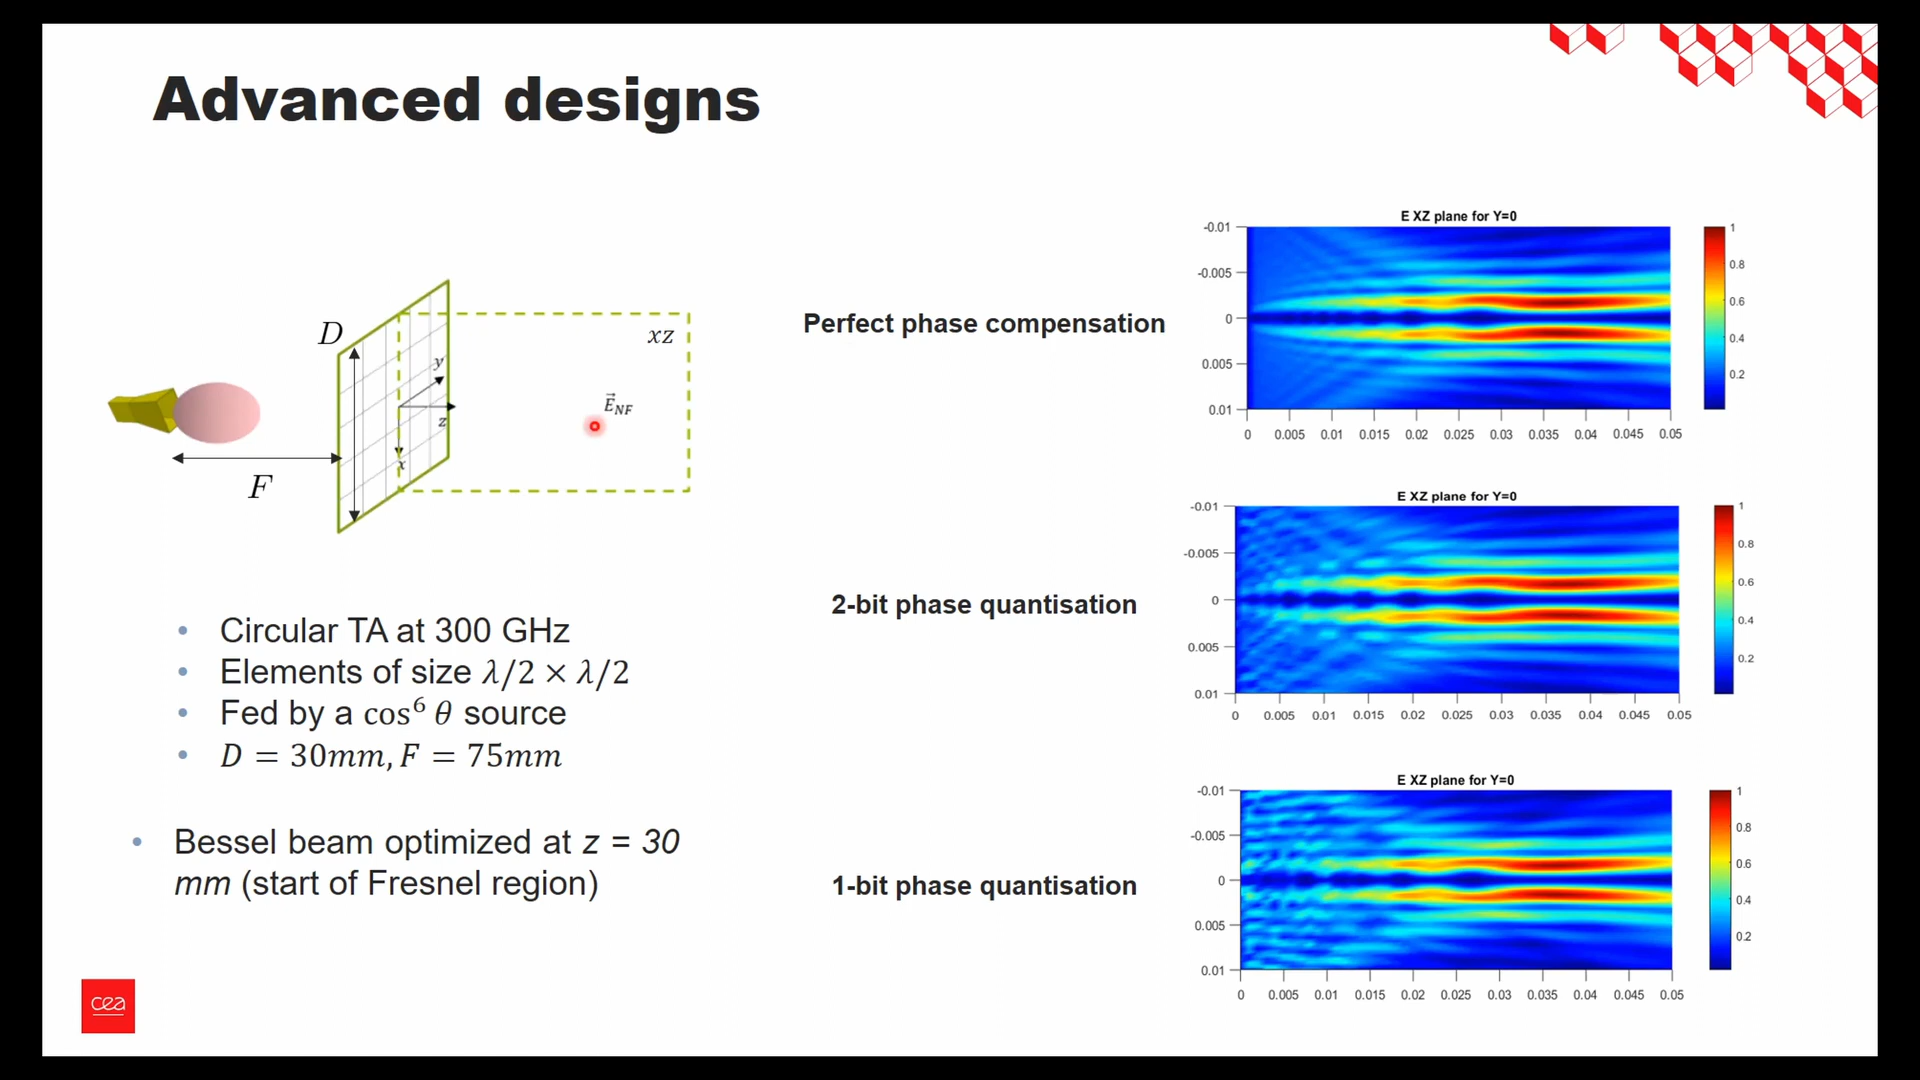 Advanced designs
D
xz
y
z
x
E⃗_NF
F
• Circular TA at 300 GHz
• Elements of size λ/2 × λ/2
• Fed by a cos⁶ θ source
• D = 30mm, F = 75mm
• Bessel beam optimized at z = 30
mm (start of Fresnel region)
cea
Perfect phase compensation
E XZ plane for Y=0
-0.01
-0.005
0
0.005
0.01
0 0.005 0.01 0.015 0.02 0.025 0.03 0.035 0.04 0.045 0.05
1
0.8
0.6
0.4
0.2
2-bit phase quantisation
E XZ plane for Y=0
-0.01
-0.005
0
0.005
0.01
0 0.005 0.01 0.015 0.02 0.025 0.03 0.035 0.04 0.045 0.05
1
0.8
0.6
0.4
0.2
1-bit phase quantisation
E XZ plane for Y=0
-0.01
-0.005
0
0.005
0.01
0 0.005 0.01 0.015 0.02 0.025 0.03 0.035 0.04 0.045 0.05
1
0.8
0.6
0.4
0.2